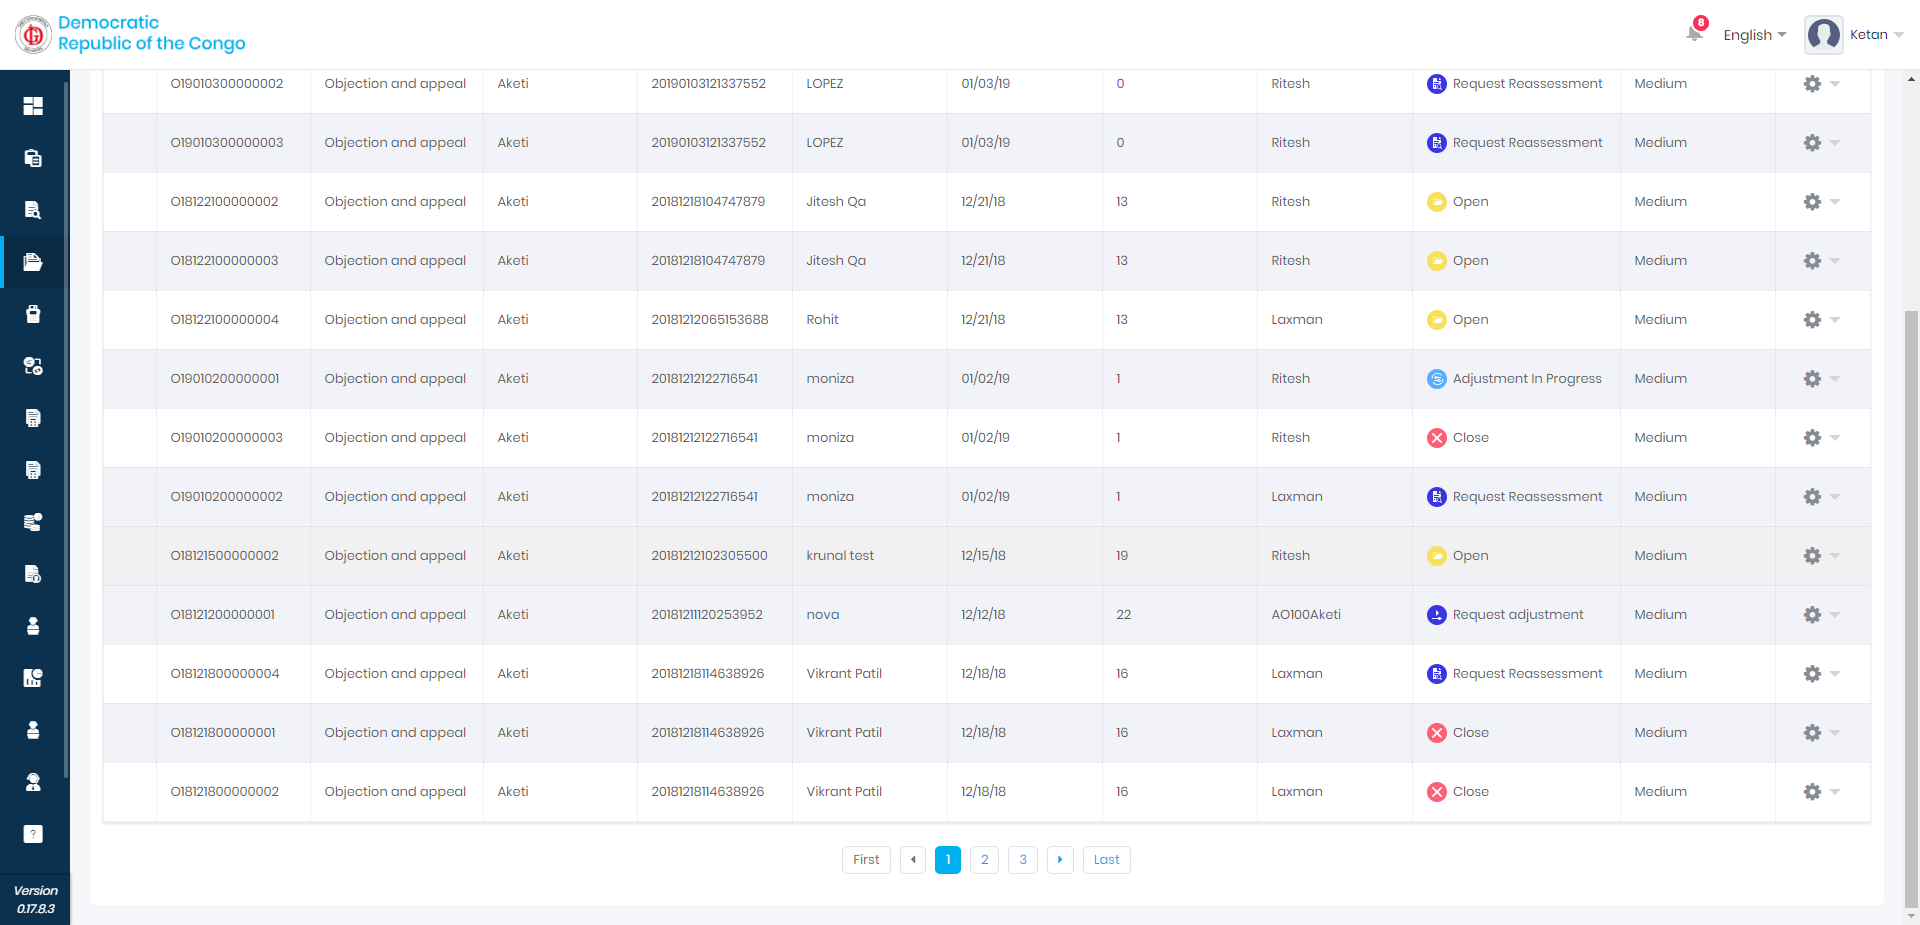 Democratic
Republic of the Congo
8
English
Ketan
O19010300000002 Objection and appeal Aketi 20190103121337552 LOPEZ 01/03/19 0 Ritesh Request Reassessment Medium
O19010300000003 Objection and appeal Aketi 20190103121337552 LOPEZ 01/03/19 0 Ritesh Request Reassessment Medium
O18122100000002 Objection and appeal Aketi 20181218104747879 Jitesh Qa 12/21/18 13 Ritesh Open Medium
O18122100000003 Objection and appeal Aketi 20181218104747879 Jitesh Qa 12/21/18 13 Ritesh Open Medium
O18122100000004 Objection and appeal Aketi 20181212065153688 Rohit 12/21/18 13 Laxman Open Medium
O19010200000001 Objection and appeal Aketi 20181212122716541 moniza 01/02/19 1 Ritesh Adjustment In Progress Medium
O19010200000003 Objection and appeal Aketi 20181212122716541 moniza 01/02/19 1 Ritesh Close Medium
O19010200000002 Objection and appeal Aketi 20181212122716541 moniza 01/02/19 1 Laxman Request Reassessment Medium
O18121500000002 Objection and appeal Aketi 20181212102305500 krunal test 12/15/18 19 Ritesh Open Medium
O18121200000001 Objection and appeal Aketi 20181211120253952 nova 12/12/18 22 AO100Aketi Request adjustment Medium
O18121800000004 Objection and appeal Aketi 20181218114638926 Vikrant Patil 12/18/18 16 Laxman Request Reassessment Medium
O18121800000001 Objection and appeal Aketi 20181218114638926 Vikrant Patil 12/18/18 16 Laxman Close Medium
O18121800000002 Objection and appeal Aketi 20181218114638926 Vikrant Patil 12/18/18 16 Laxman Close Medium
First 1 2 3 Last
Version
0.17.8.3